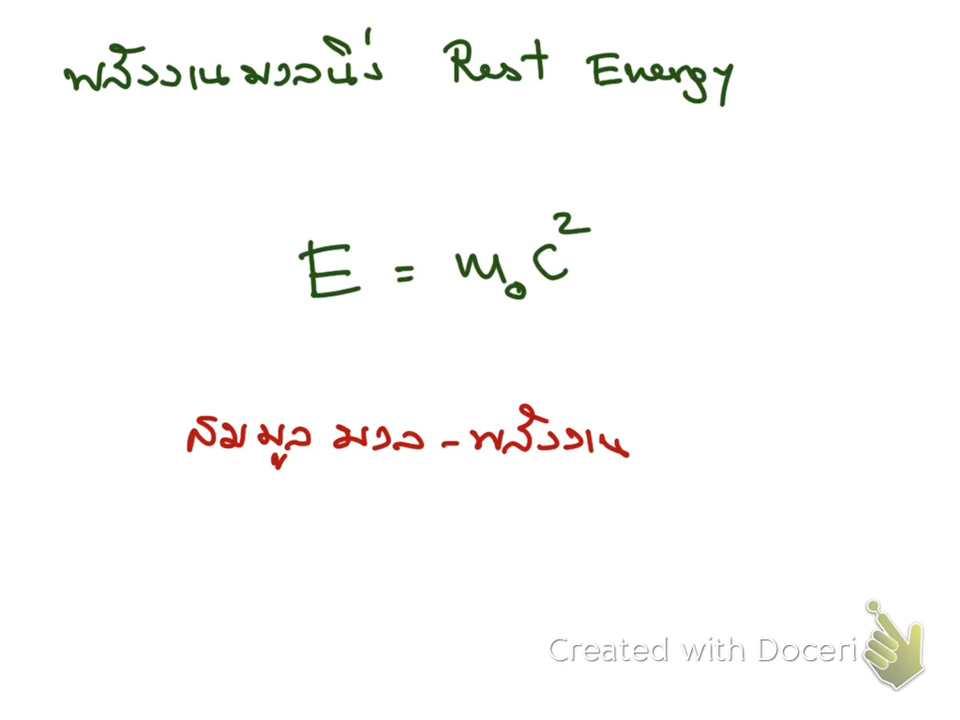 พลังงานมวลนิ่ง Rest Energy
E = m₀c²
สมมูล มวล - พลังงาน
Created with Doceri